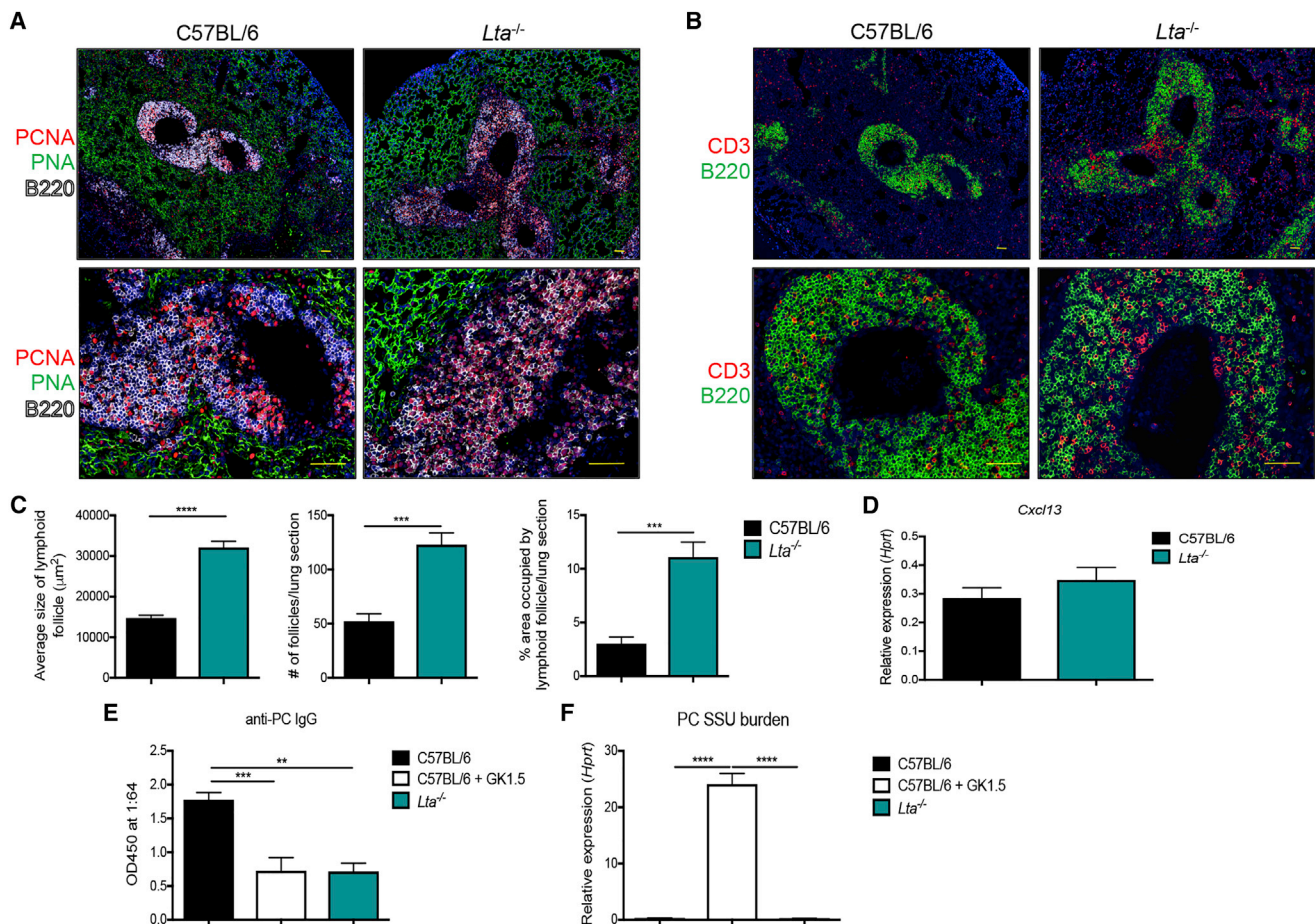 A
C57BL/6
Lta-/-
PCNA
PNA
B220
PCNA
PNA
B220
B
C57BL/6
Lta-/-
CD3
B220
CD3
B220
C
Average size of lymphoid
follicle (μm²)
40000
30000
20000
10000
0
****
# of follicles/lung section
150
100
50
0
***
% area occupied by
lymphoid follicle/lung section
15
10
5
0
***
C57BL/6
Lta-/-
D
Cxcl13
Relative expression (Hprt)
0.5
0.4
0.3
0.2
0.1
0.0
C57BL/6
Lta-/-
E
anti-PC IgG
OD450 at 1:64
2.5
2.0
1.5
1.0
0.5
0.0
**
***
C57BL/6
C57BL/6 + GK1.5
Lta-/-
F
PC SSU burden
Relative expression (Hprt)
30
20
10
0
****
****
C57BL/6
C57BL/6 + GK1.5
Lta-/-